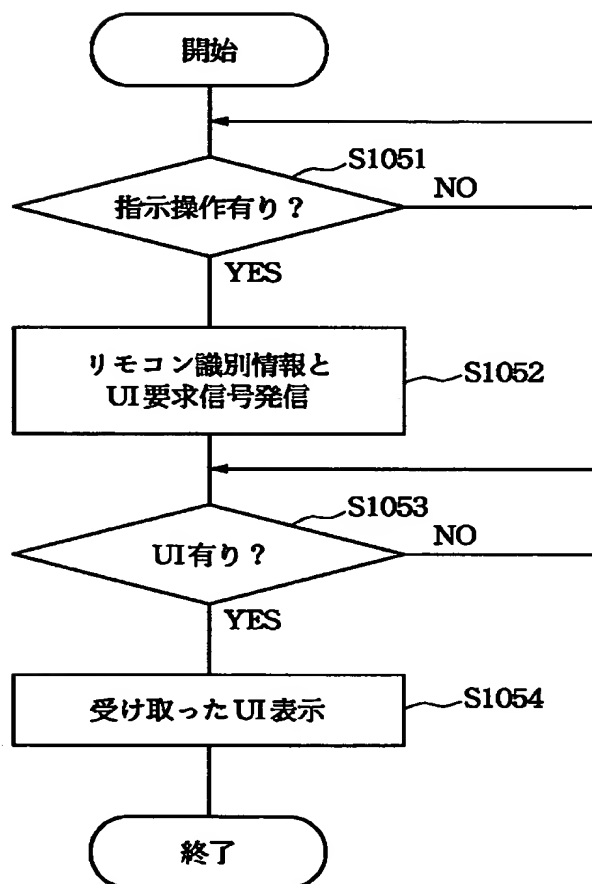 開始
S1051
指示操作有り？
NO
YES
リモコン識別情報と
UI要求信号発信
S1052
S1053
UI有り？
NO
YES
受け取ったUI表示
S1054
終了